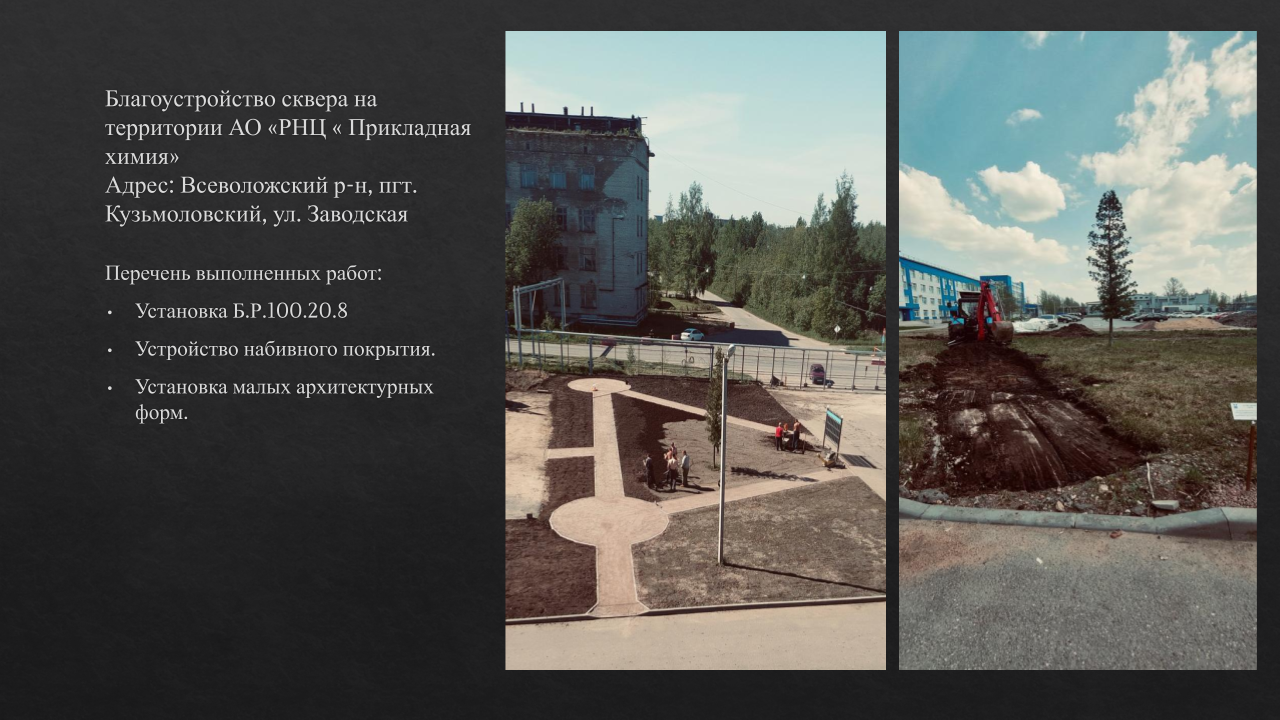 Благоустройство сквера на
территории АО «РНЦ « Прикладная
химия»
Адрес: Всеволожский р-н, пгт.
Кузьмоловский, ул. Заводская
Перечень выполненных работ:
• Установка Б.Р.100.20.8
• Устройство набивного покрытия.
• Установка малых архитектурных
форм.